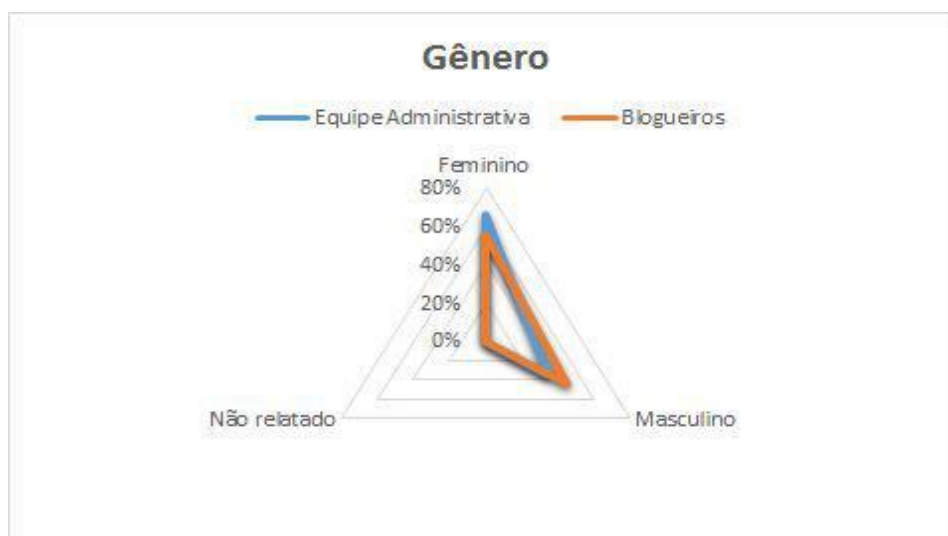 Gênero
Equipe Administrativa Blogueiros
Feminino
80%
60%
40%
20%
0%
Não relatado Masculino